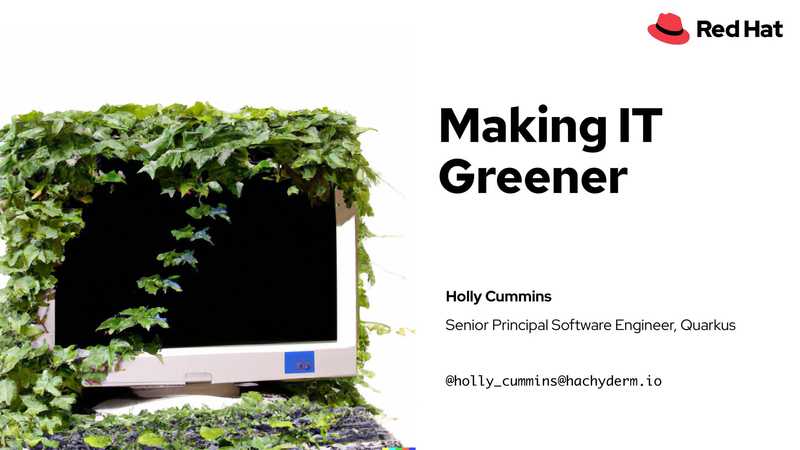 Red Hat
Making IT
Greener
Holly Cummins
Senior Principal Software Engineer, Quarkus
@holly_cummins@hachyderm.io